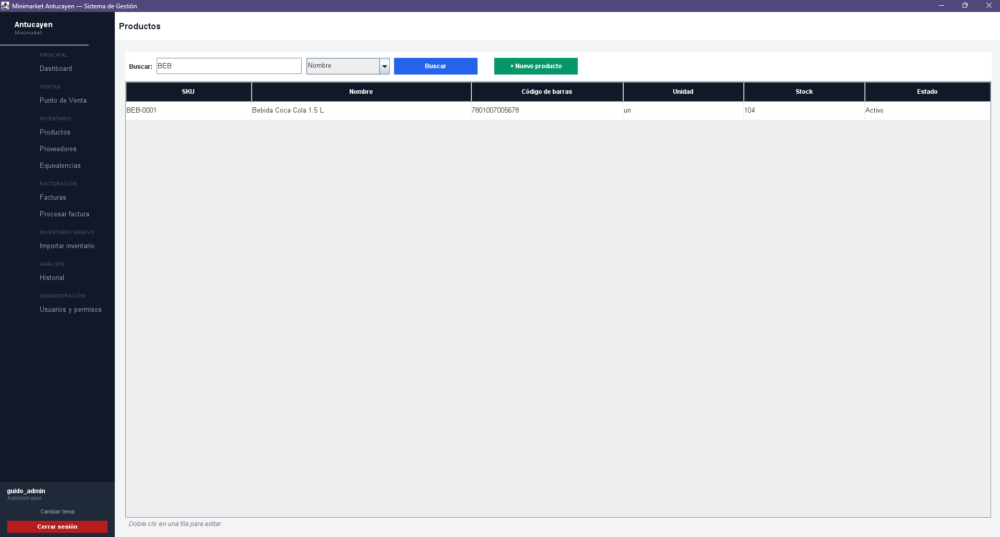 Minimarket Antucayen — Sistema de Gestión
Antucayen
Minimarket
PRINCIPAL
Dashboard
VENTAS
Punto de Venta
INVENTARIO
Productos
Proveedores
Equivalencias
FACTURACIÓN
Facturas
Procesar factura
INVENTARIO MASIVO
Importar inventario
ANÁLISIS
Historial
ADMINISTRACIÓN
Usuarios y permisos
guido_admin
Administrador
Cambiar tema
Cerrar sesión
Productos
Buscar: BEB Nombre Buscar + Nuevo producto
SKU Nombre Código de barras Unidad Stock Estado
BEB-0001 Bebida Coca Cola 1.5 L 7801007005678 un 104 Activo
Doble clic en una fila para editar